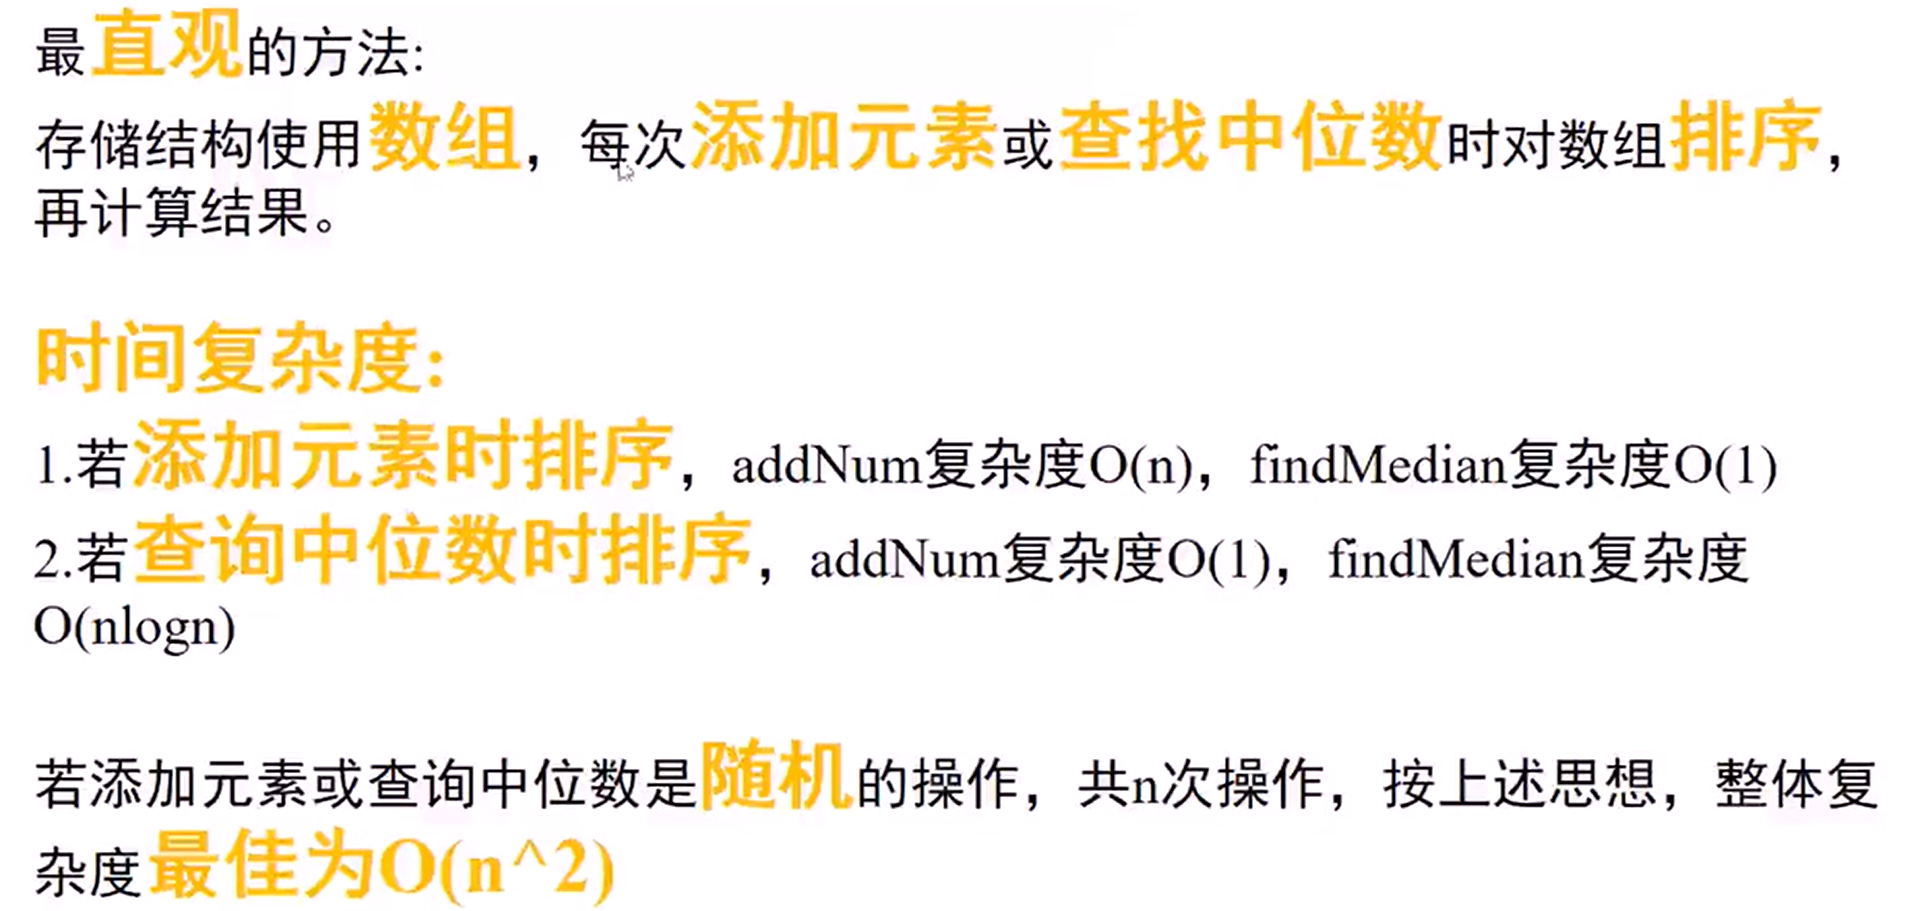 最直观的方法:
存储结构使用数组，每次添加元素或查找中位数时对数组排序，
再计算结果。
时间复杂度:
1.若添加元素时排序，addNum复杂度O(n)，findMedian复杂度O(1)
2.若查询中位数时排序，addNum复杂度O(1)，findMedian复杂度
O(nlogn)
若添加元素或查询中位数是随机的操作，共n次操作，按上述思想，整体复
杂度最佳为O(n^2)